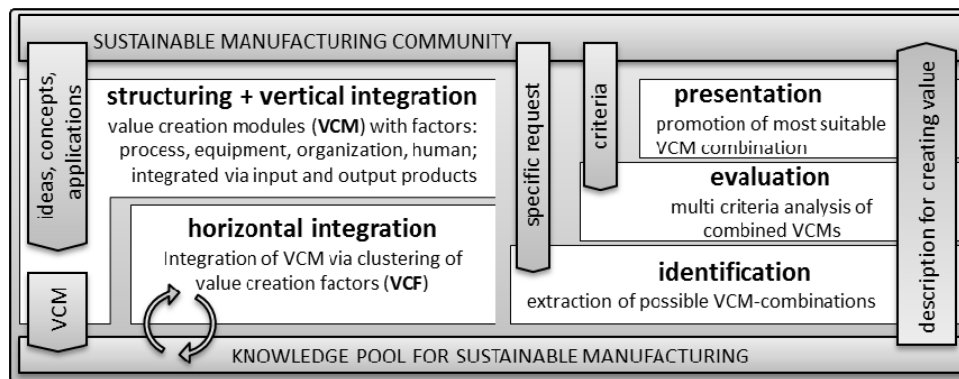 SUSTAINABLE MANUFACTURING COMMUNITY
ideas, concepts,
applications
structuring + vertical integration
value creation modules (VCM) with factors:
process, equipment, organization, human;
integrated via input and output products
horizontal integration
Integration of VCM via clustering of
value creation factors (VCF)
VCM
specific request
criteria
presentation
promotion of most suitable
VCM combination
evaluation
multi criteria analysis of
combined VCMs
identification
extraction of possible VCM-combinations
description for creating value
KNOWLEDGE POOL FOR SUSTAINABLE MANUFACTURING